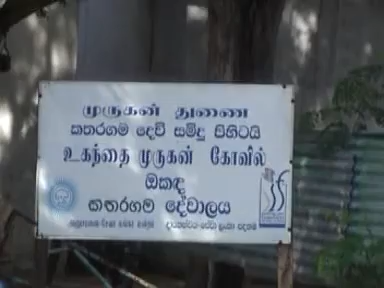 முருகன் துணை
කතරගම දෙවි සමිඳු පිහිටයි
உகந்தை முருகன் கோவில்
ඔකඳ
කතරගම දේවාලය